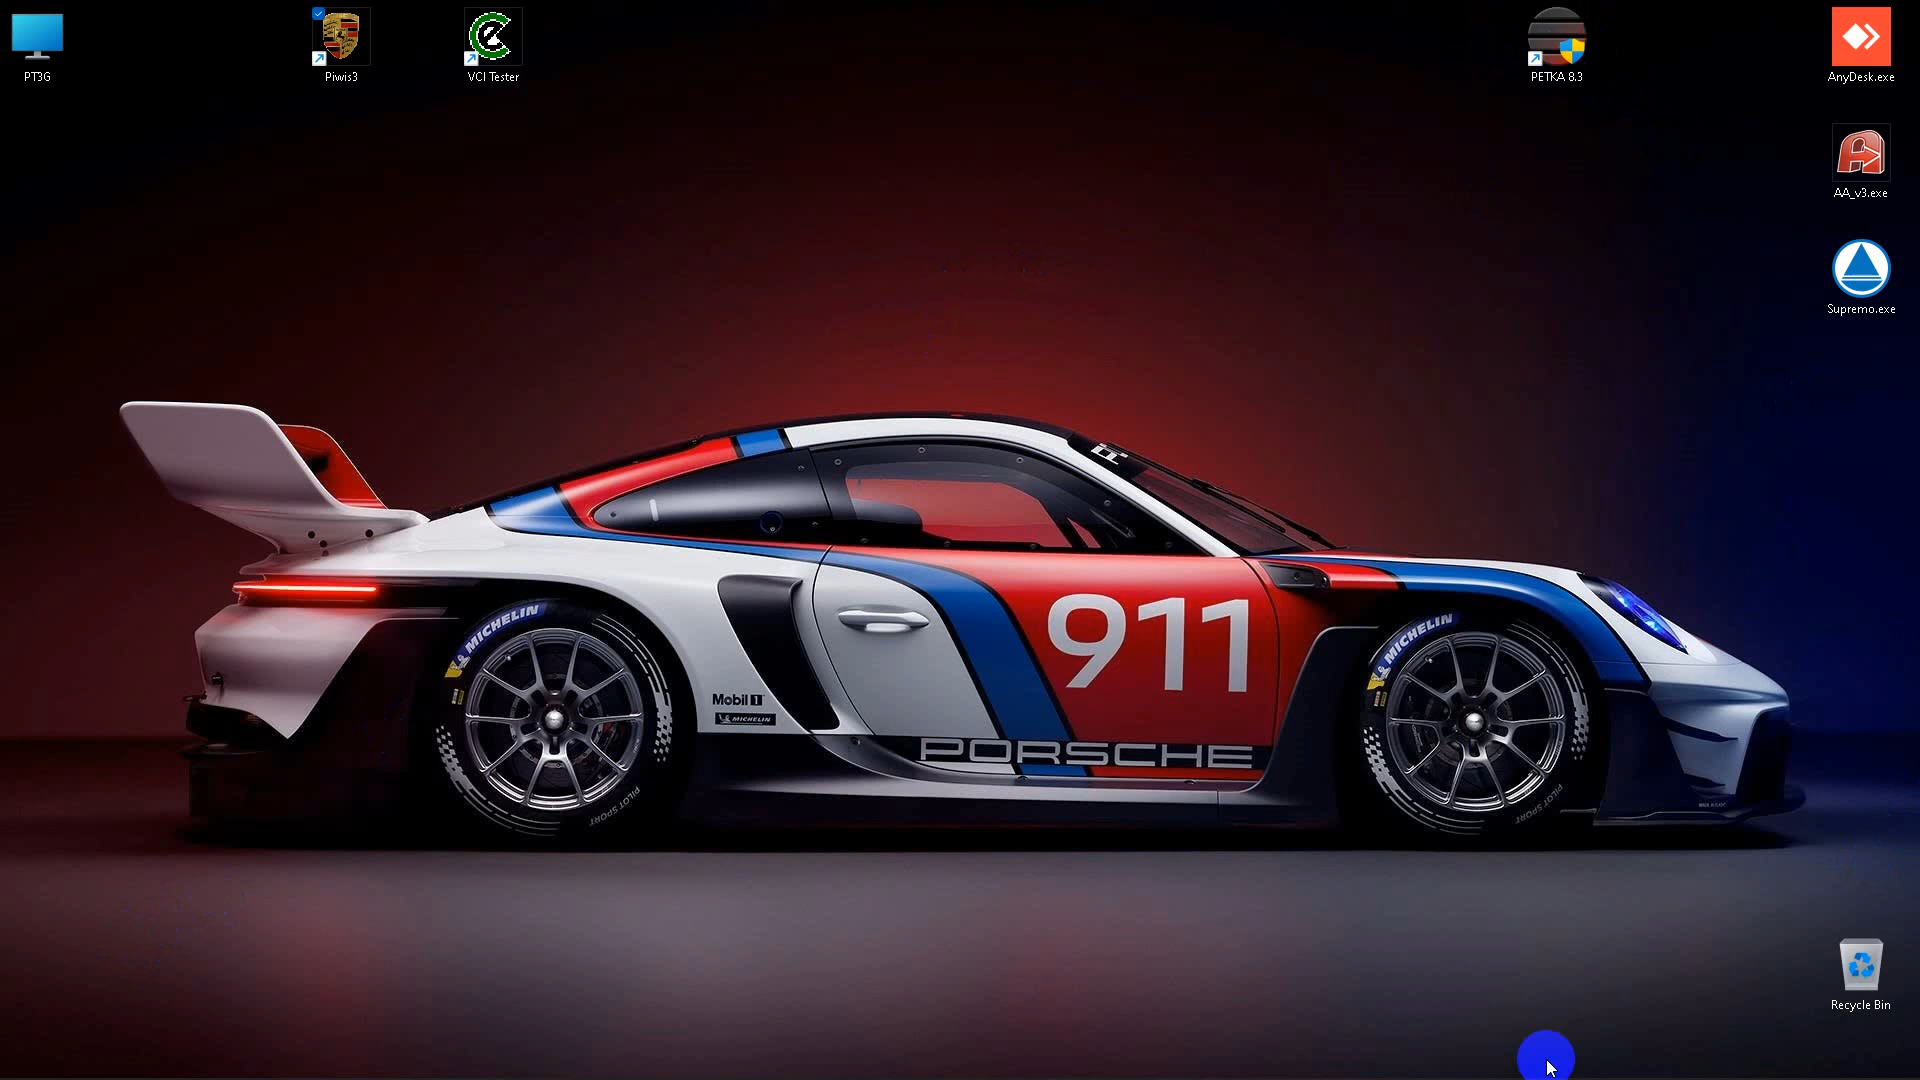 PT3G
Piwis3
VCI Tester
PETKA 8.3
AnyDesk.exe
AA_v3.exe
Supremo.exe
MICHELIN
911
MICHELIN
Mobil 1
MICHELIN
PORSCHE
PILOT SPORT
PILOT SPORT
Recycle Bin